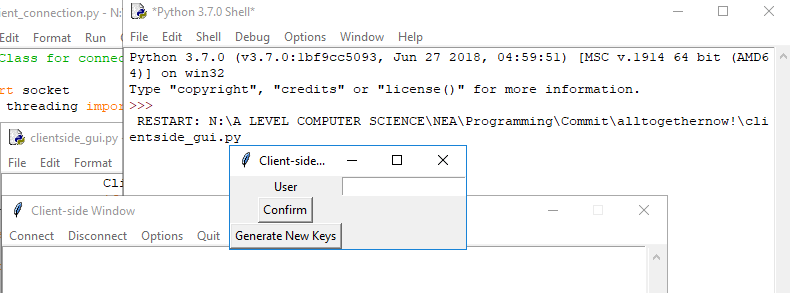 ient_connection.py - N:
*Python 3.7.0 Shell*
ent Format Run
File Edit Shell Debug Options Window Help
Class for connec
rt socket
threading impor
Python 3.7.0 (v3.7.0:1bf9cc5093, Jun 27 2018, 04:59:51) [MSC v.1914 64 bit (AMD6
4)] on win32
Type "copyright", "credits" or "license()" for more information.
>>>
RESTART: N:\A LEVEL COMPUTER SCIENCE\NEA\Programming\Commit\alltogethernow!\cli
entside_gui.py
clientside_gui.py -
File Edit Format
Cli
Client-side...
User
Confirm
Generate New Keys
Client-side Window
Connect Disconnect Options Quit